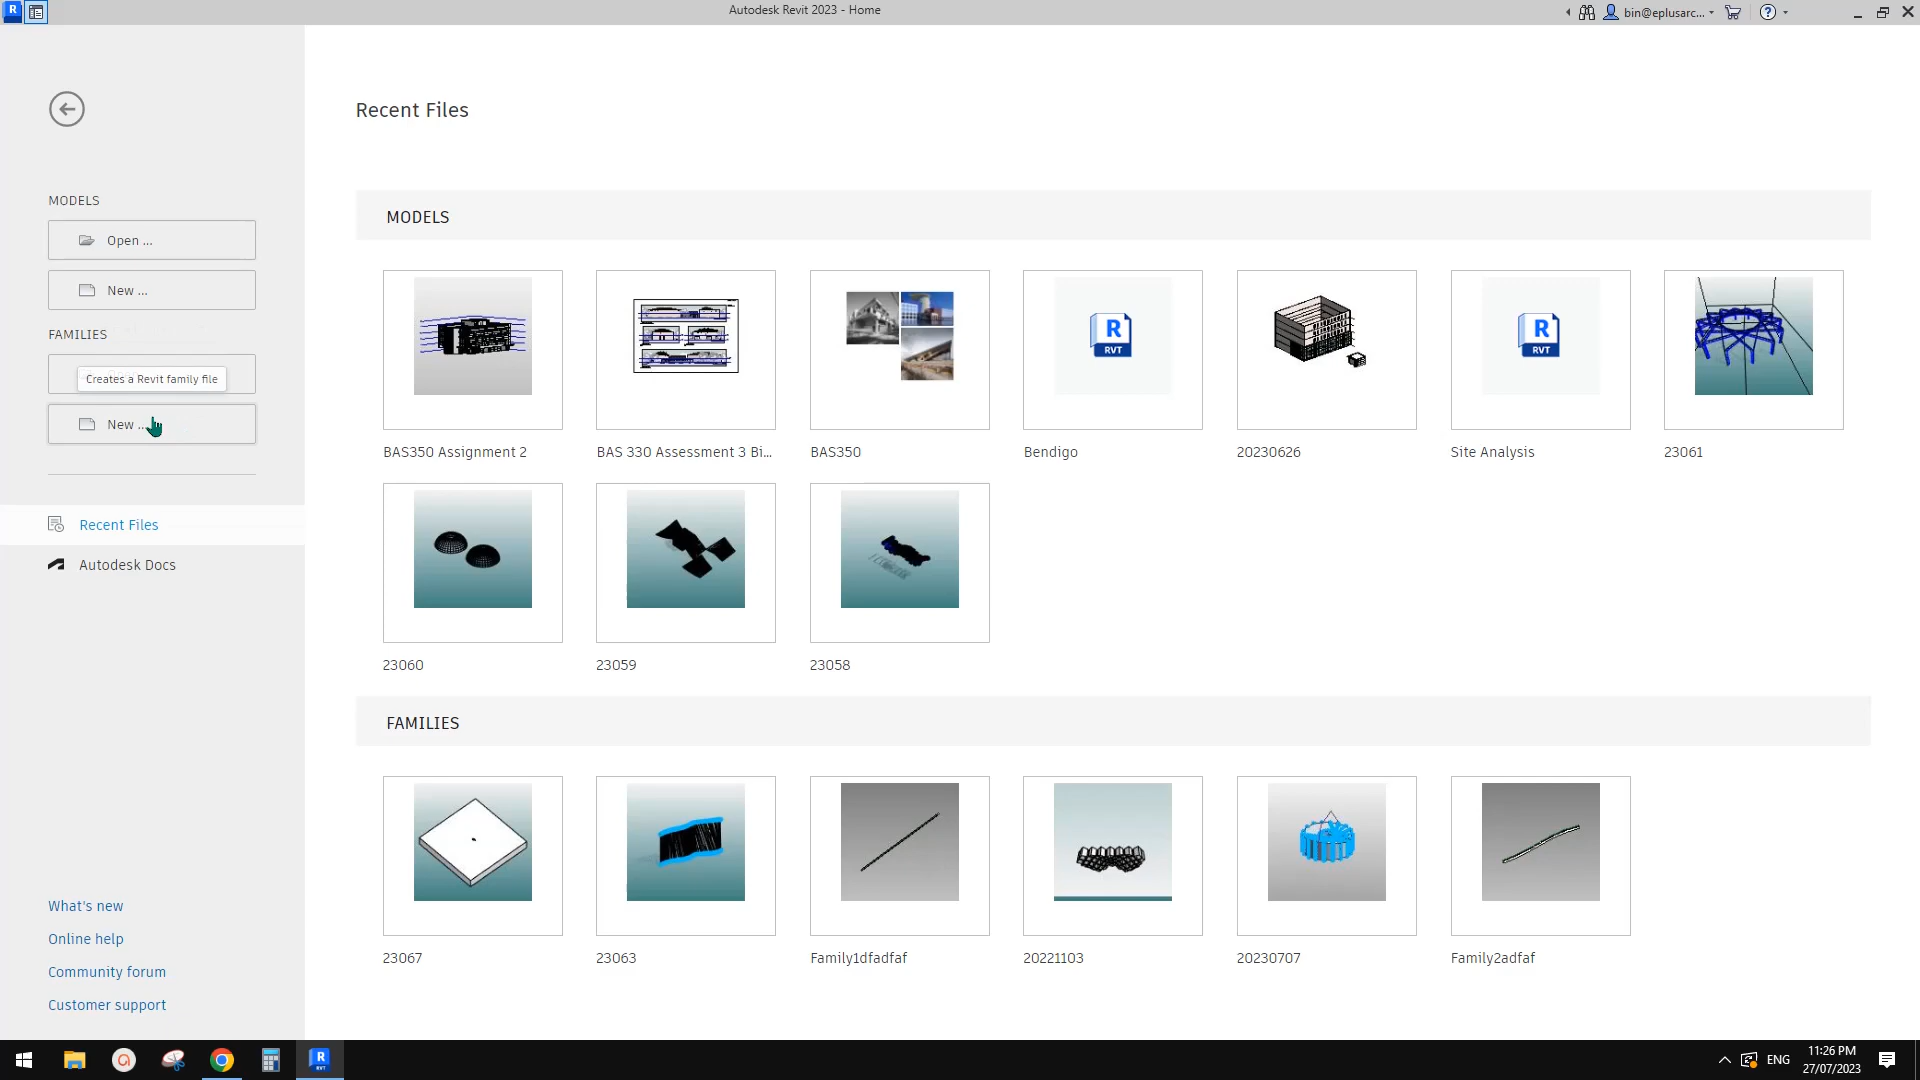 Autodesk Revit 2023 - Home
bin@eplusarc...
Recent Files
MODELS
Open ...
New ...
FAMILIES
Creates a Revit family file
New ...
Recent Files
Autodesk Docs
What's new
Online help
Community forum
Customer support
MODELS
BAS350 Assignment 2
BAS 330 Assessment 3 Bi...
BAS350
Bendigo
20230626
Site Analysis
23061
23060
23059
23058
FAMILIES
23067
23063
Family1dfadfaf
20221103
20230707
Family2adfaf
R
RVT
R
RVT
R
R
RVT
ENG
11:26 PM
27/07/2023